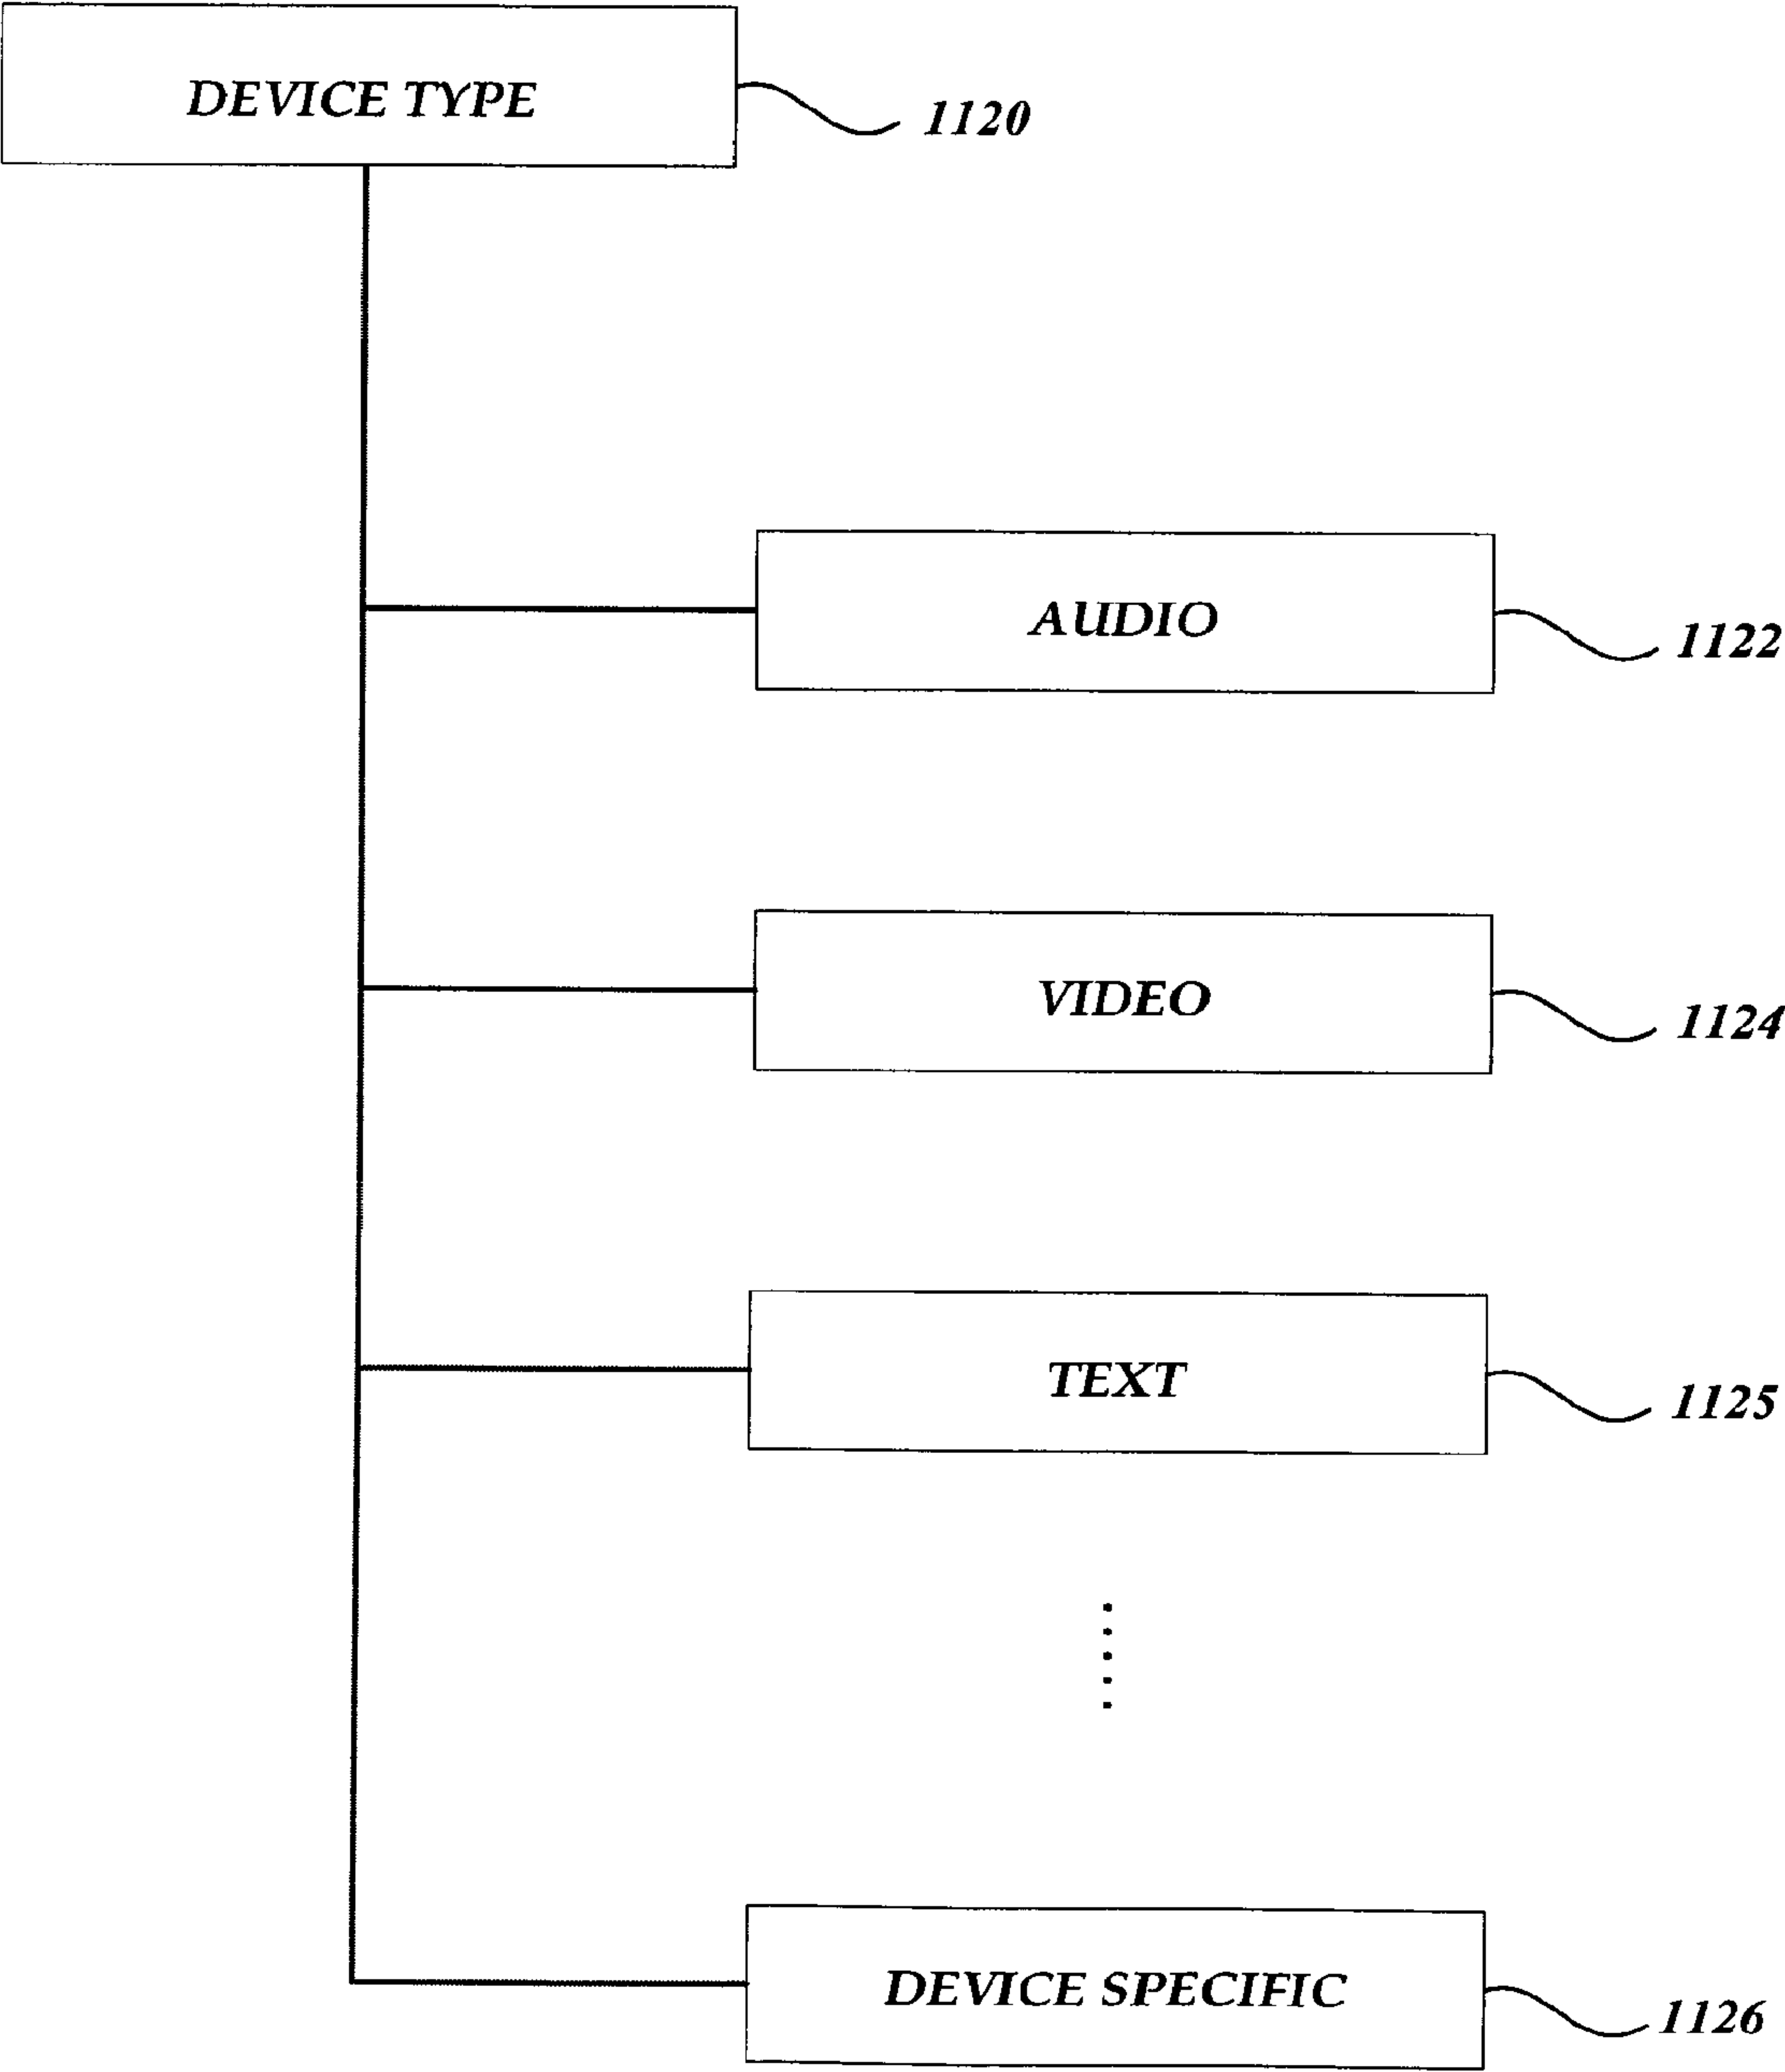 DEVICE TYPE
1120
AUDIO
1122
VIDEO
1124
TEXT
1125
DEVICE SPECIFIC
1126